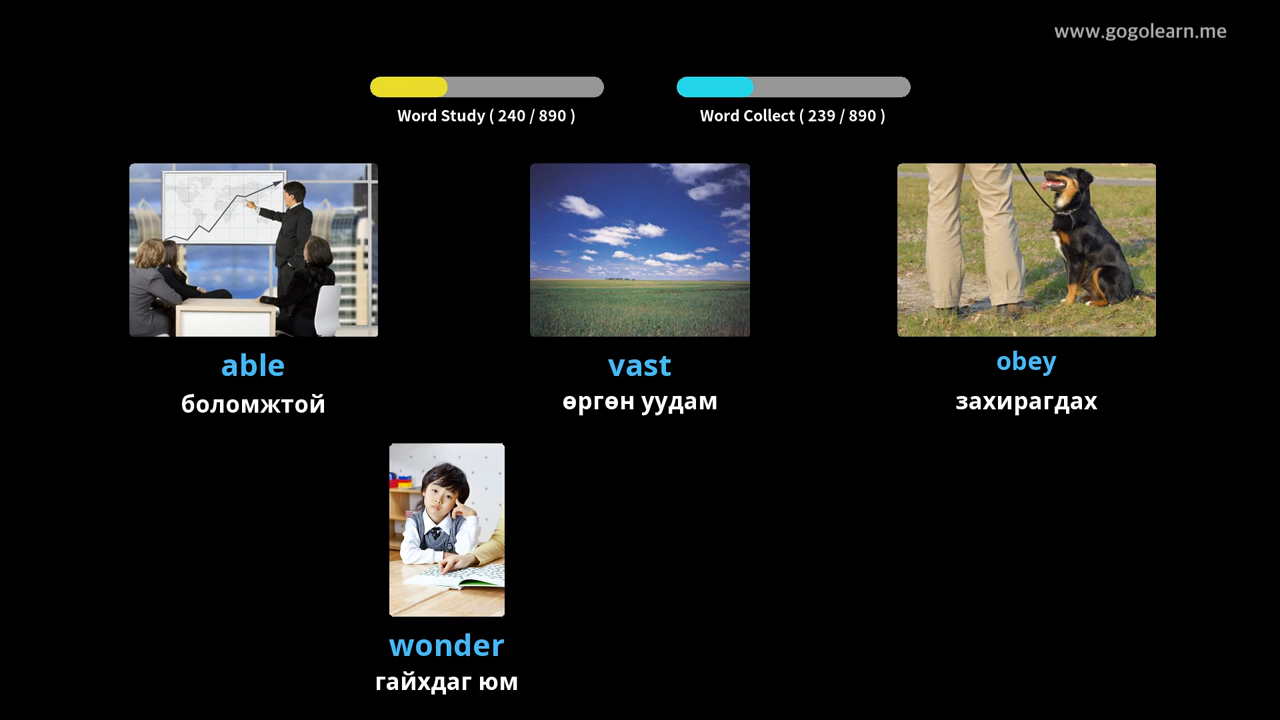 www.gogolearn.me
Word Study ( 240 / 890 )
Word Collect ( 239 / 890 )
able
боломжтой
vast
өргөн уудам
obey
захирагдах
wonder
гайхдаг юм